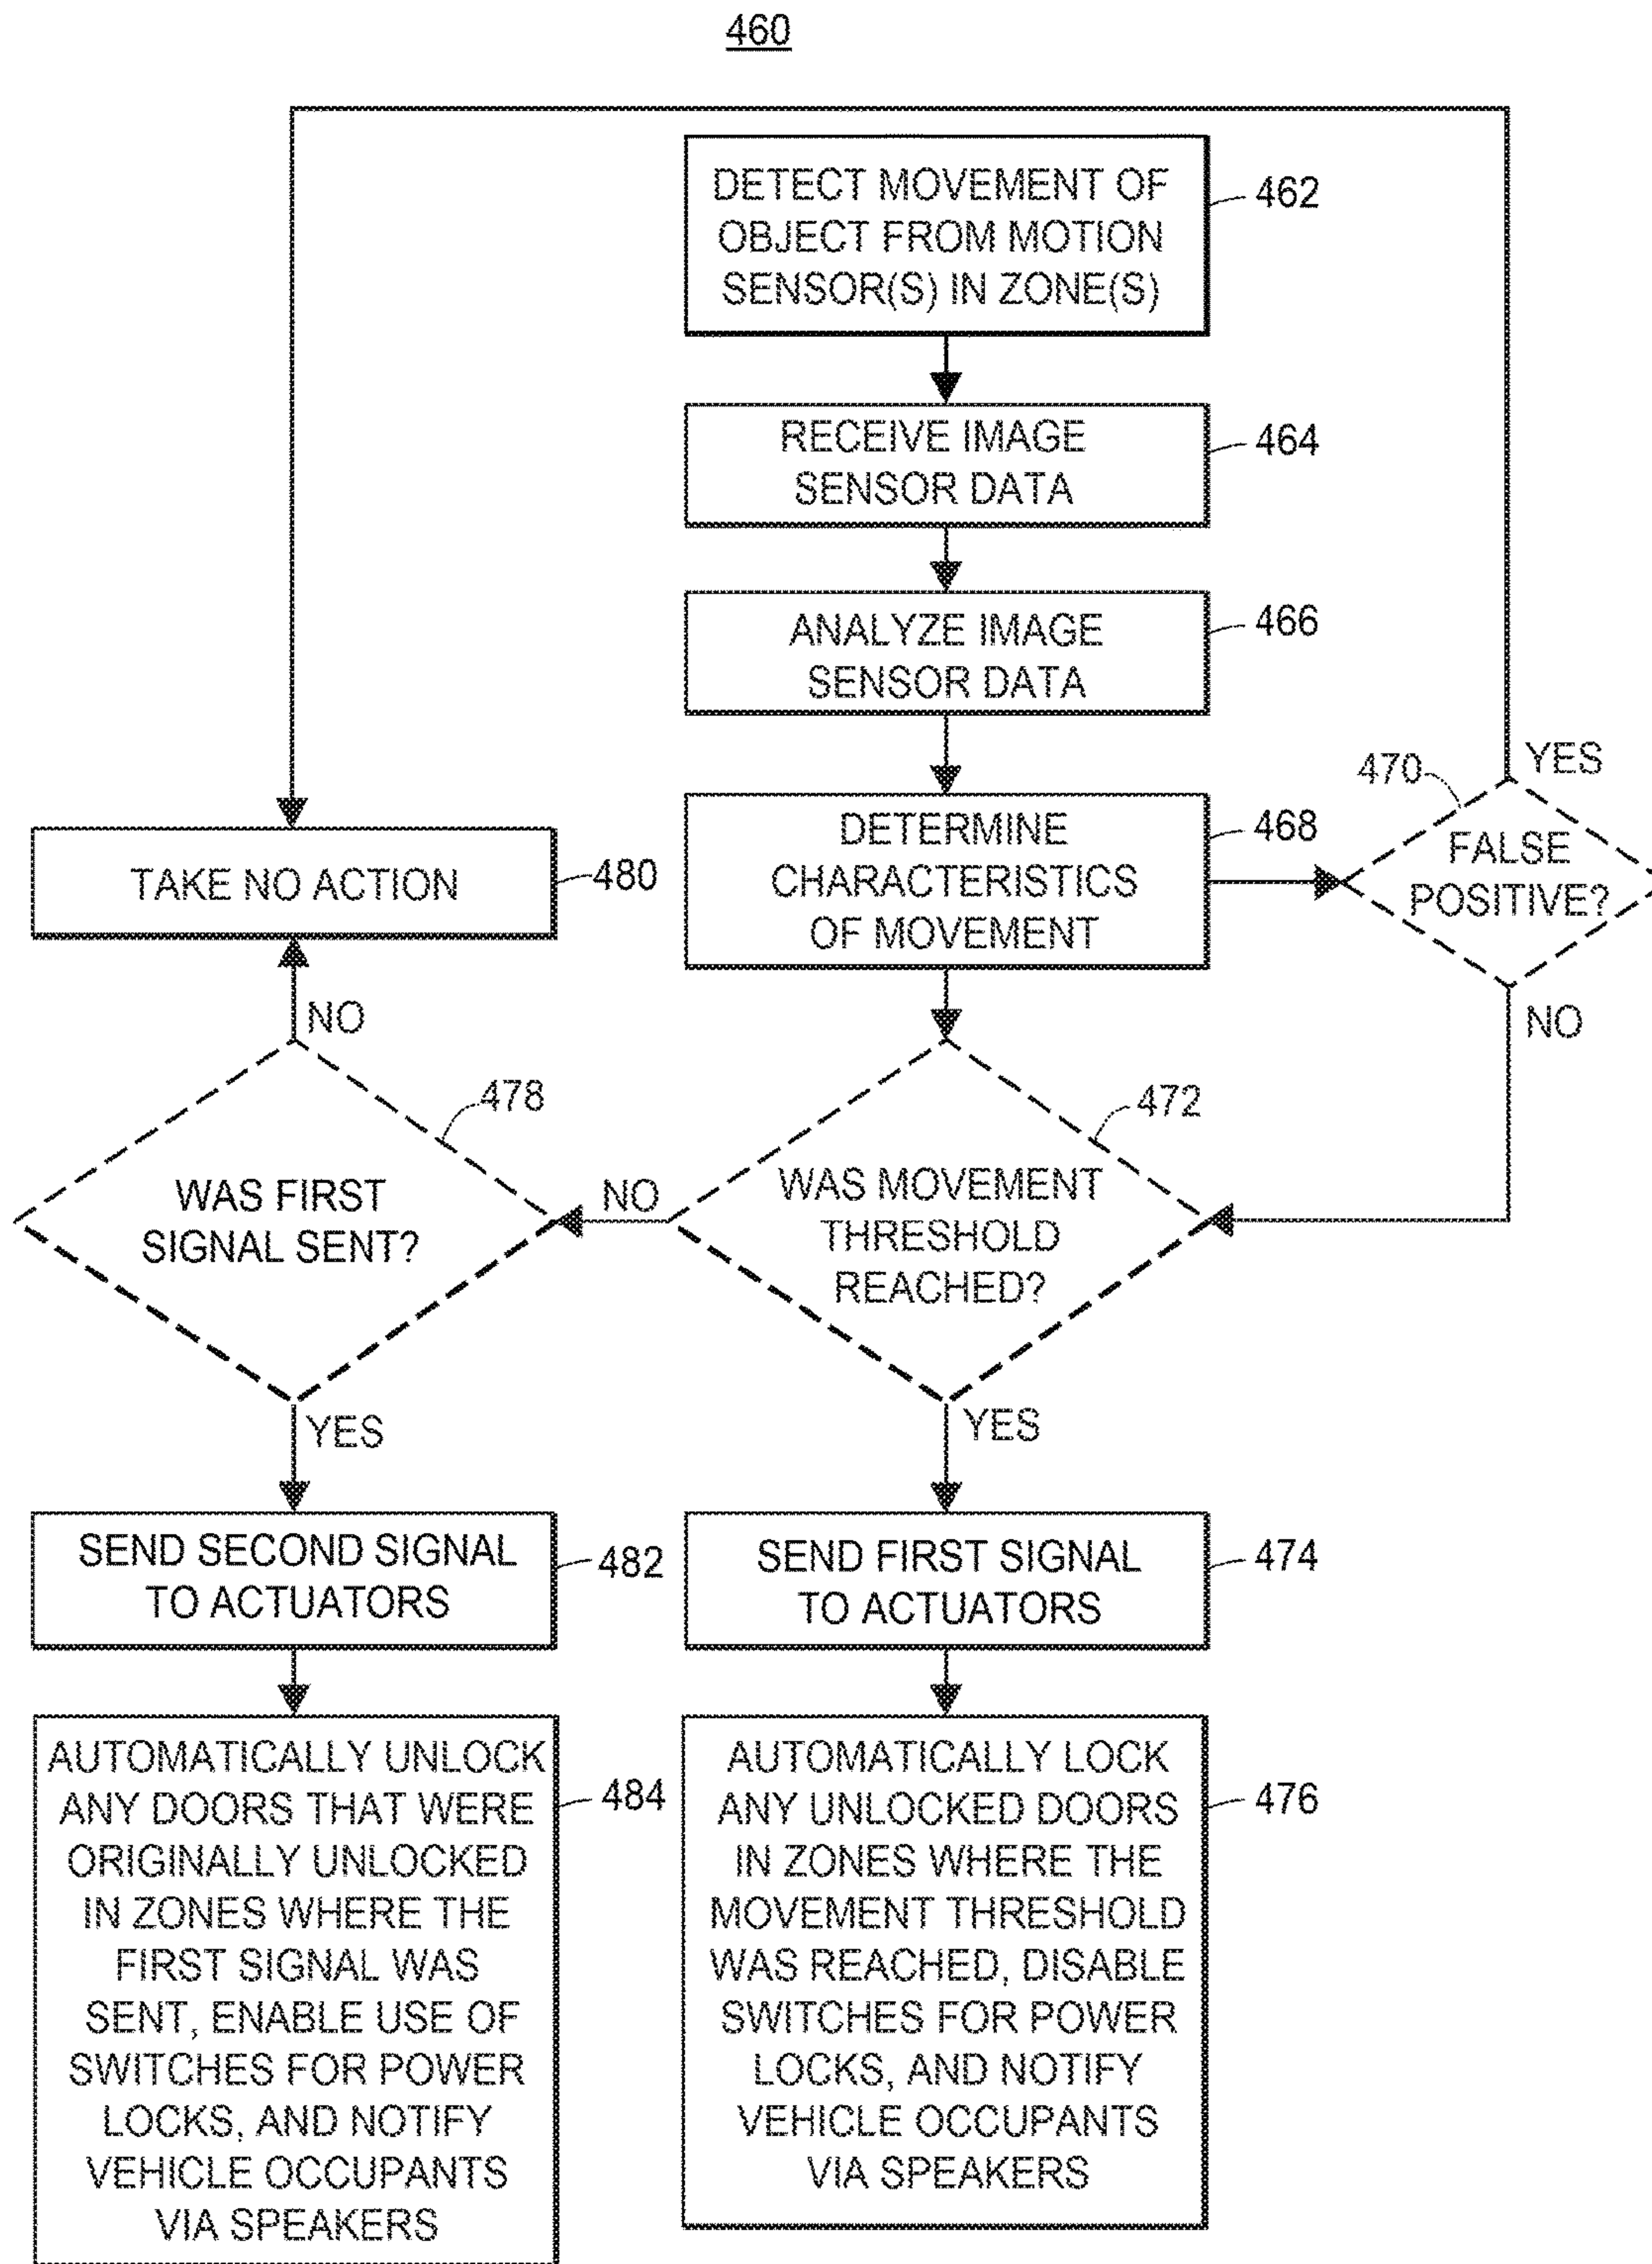 460
DETECT MOVEMENT OF
OBJECT FROM MOTION
SENSOR(S) IN ZONE(S)
462
RECEIVE IMAGE
SENSOR DATA
464
ANALYZE IMAGE
SENSOR DATA
466
DETERMINE
CHARACTERISTICS
OF MOVEMENT
468
470
YES
FALSE
POSITIVE?
NO
TAKE NO ACTION
480
NO
478
WAS FIRST
SIGNAL SENT?
YES
NO
472
WAS MOVEMENT
THRESHOLD
REACHED?
YES
SEND SECOND SIGNAL
TO ACTUATORS
482
SEND FIRST SIGNAL
TO ACTUATORS
474
AUTOMATICALLY UNLOCK
ANY DOORS THAT WERE
ORIGINALLY UNLOCKED
IN ZONES WHERE THE
FIRST SIGNAL WAS
SENT, ENABLE USE OF
SWITCHES FOR POWER
LOCKS, AND NOTIFY
VEHICLE OCCUPANTS
VIA SPEAKERS
484
AUTOMATICALLY LOCK
ANY UNLOCKED DOORS
IN ZONES WHERE THE
MOVEMENT THRESHOLD
WAS REACHED, DISABLE
SWITCHES FOR POWER
LOCKS, AND NOTIFY
VEHICLE OCCUPANTS
VIA SPEAKERS
476